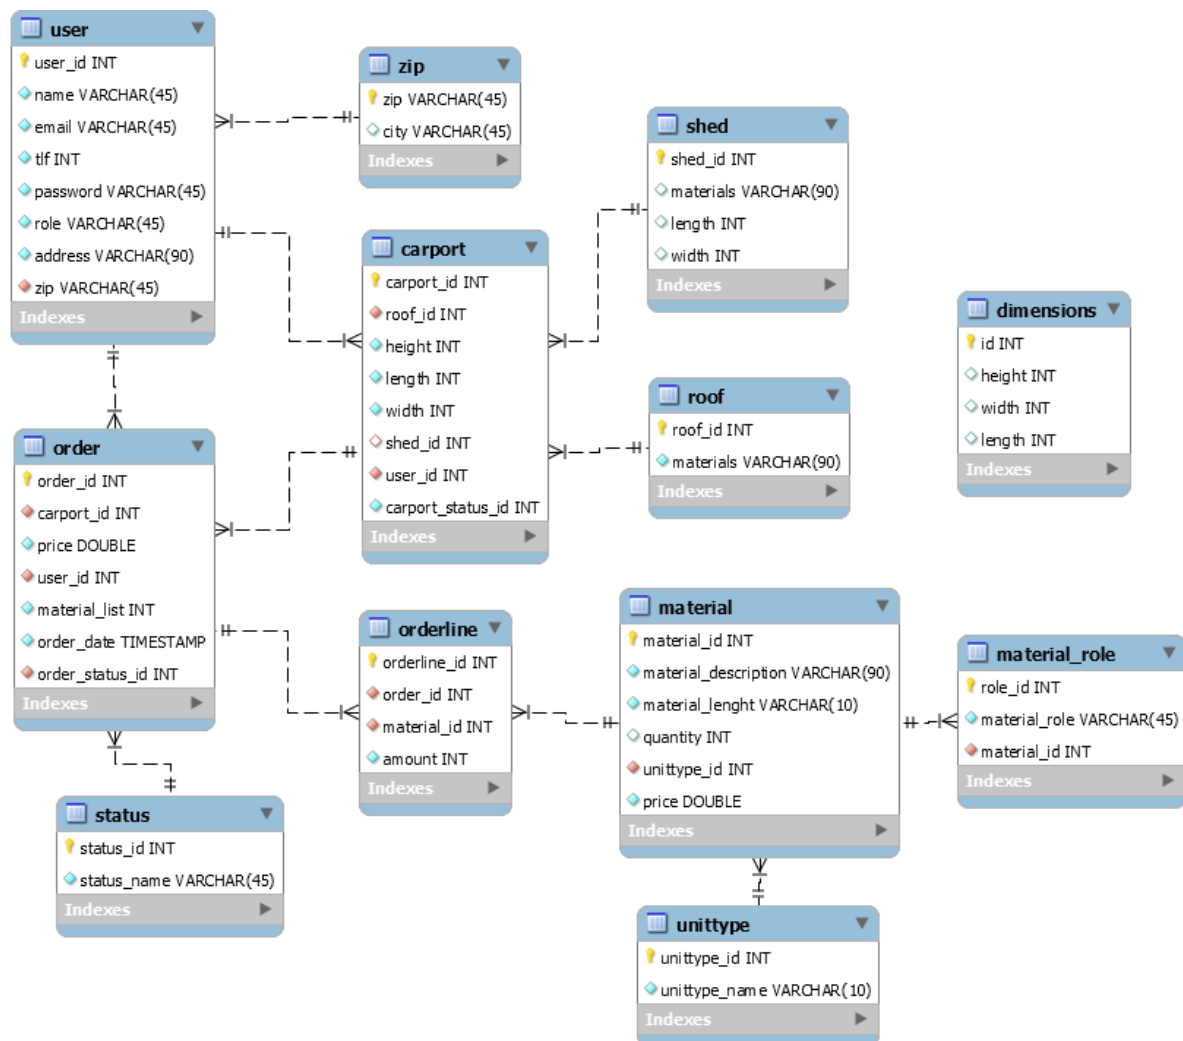 user
user_id INT
name VARCHAR(45)
email VARCHAR(45)
tlf INT
password VARCHAR(45)
role VARCHAR(45)
address VARCHAR(90)
zip VARCHAR(45)
Indexes
zip
zip VARCHAR(45)
city VARCHAR(45)
Indexes
shed
shed_id INT
materials VARCHAR(90)
length INT
width INT
Indexes
carport
carport_id INT
roof_id INT
height INT
length INT
width INT
shed_id INT
user_id INT
carport_status_id INT
Indexes
dimensions
id INT
height INT
width INT
length INT
Indexes
roof
roof_id INT
materials VARCHAR(90)
Indexes
order
order_id INT
carport_id INT
price DOUBLE
user_id INT
material_list INT
order_date TIMESTAMP
order_status_id INT
Indexes
orderline
orderline_id INT
order_id INT
material_id INT
amount INT
Indexes
material
material_id INT
material_description VARCHAR(90)
material_lenght VARCHAR(10)
quantity INT
unittype_id INT
price DOUBLE
Indexes
material_role
role_id INT
material_role VARCHAR(45)
material_id INT
Indexes
status
status_id INT
status_name VARCHAR(45)
Indexes
unittype
unittype_id INT
unittype_name VARCHAR(10)
Indexes